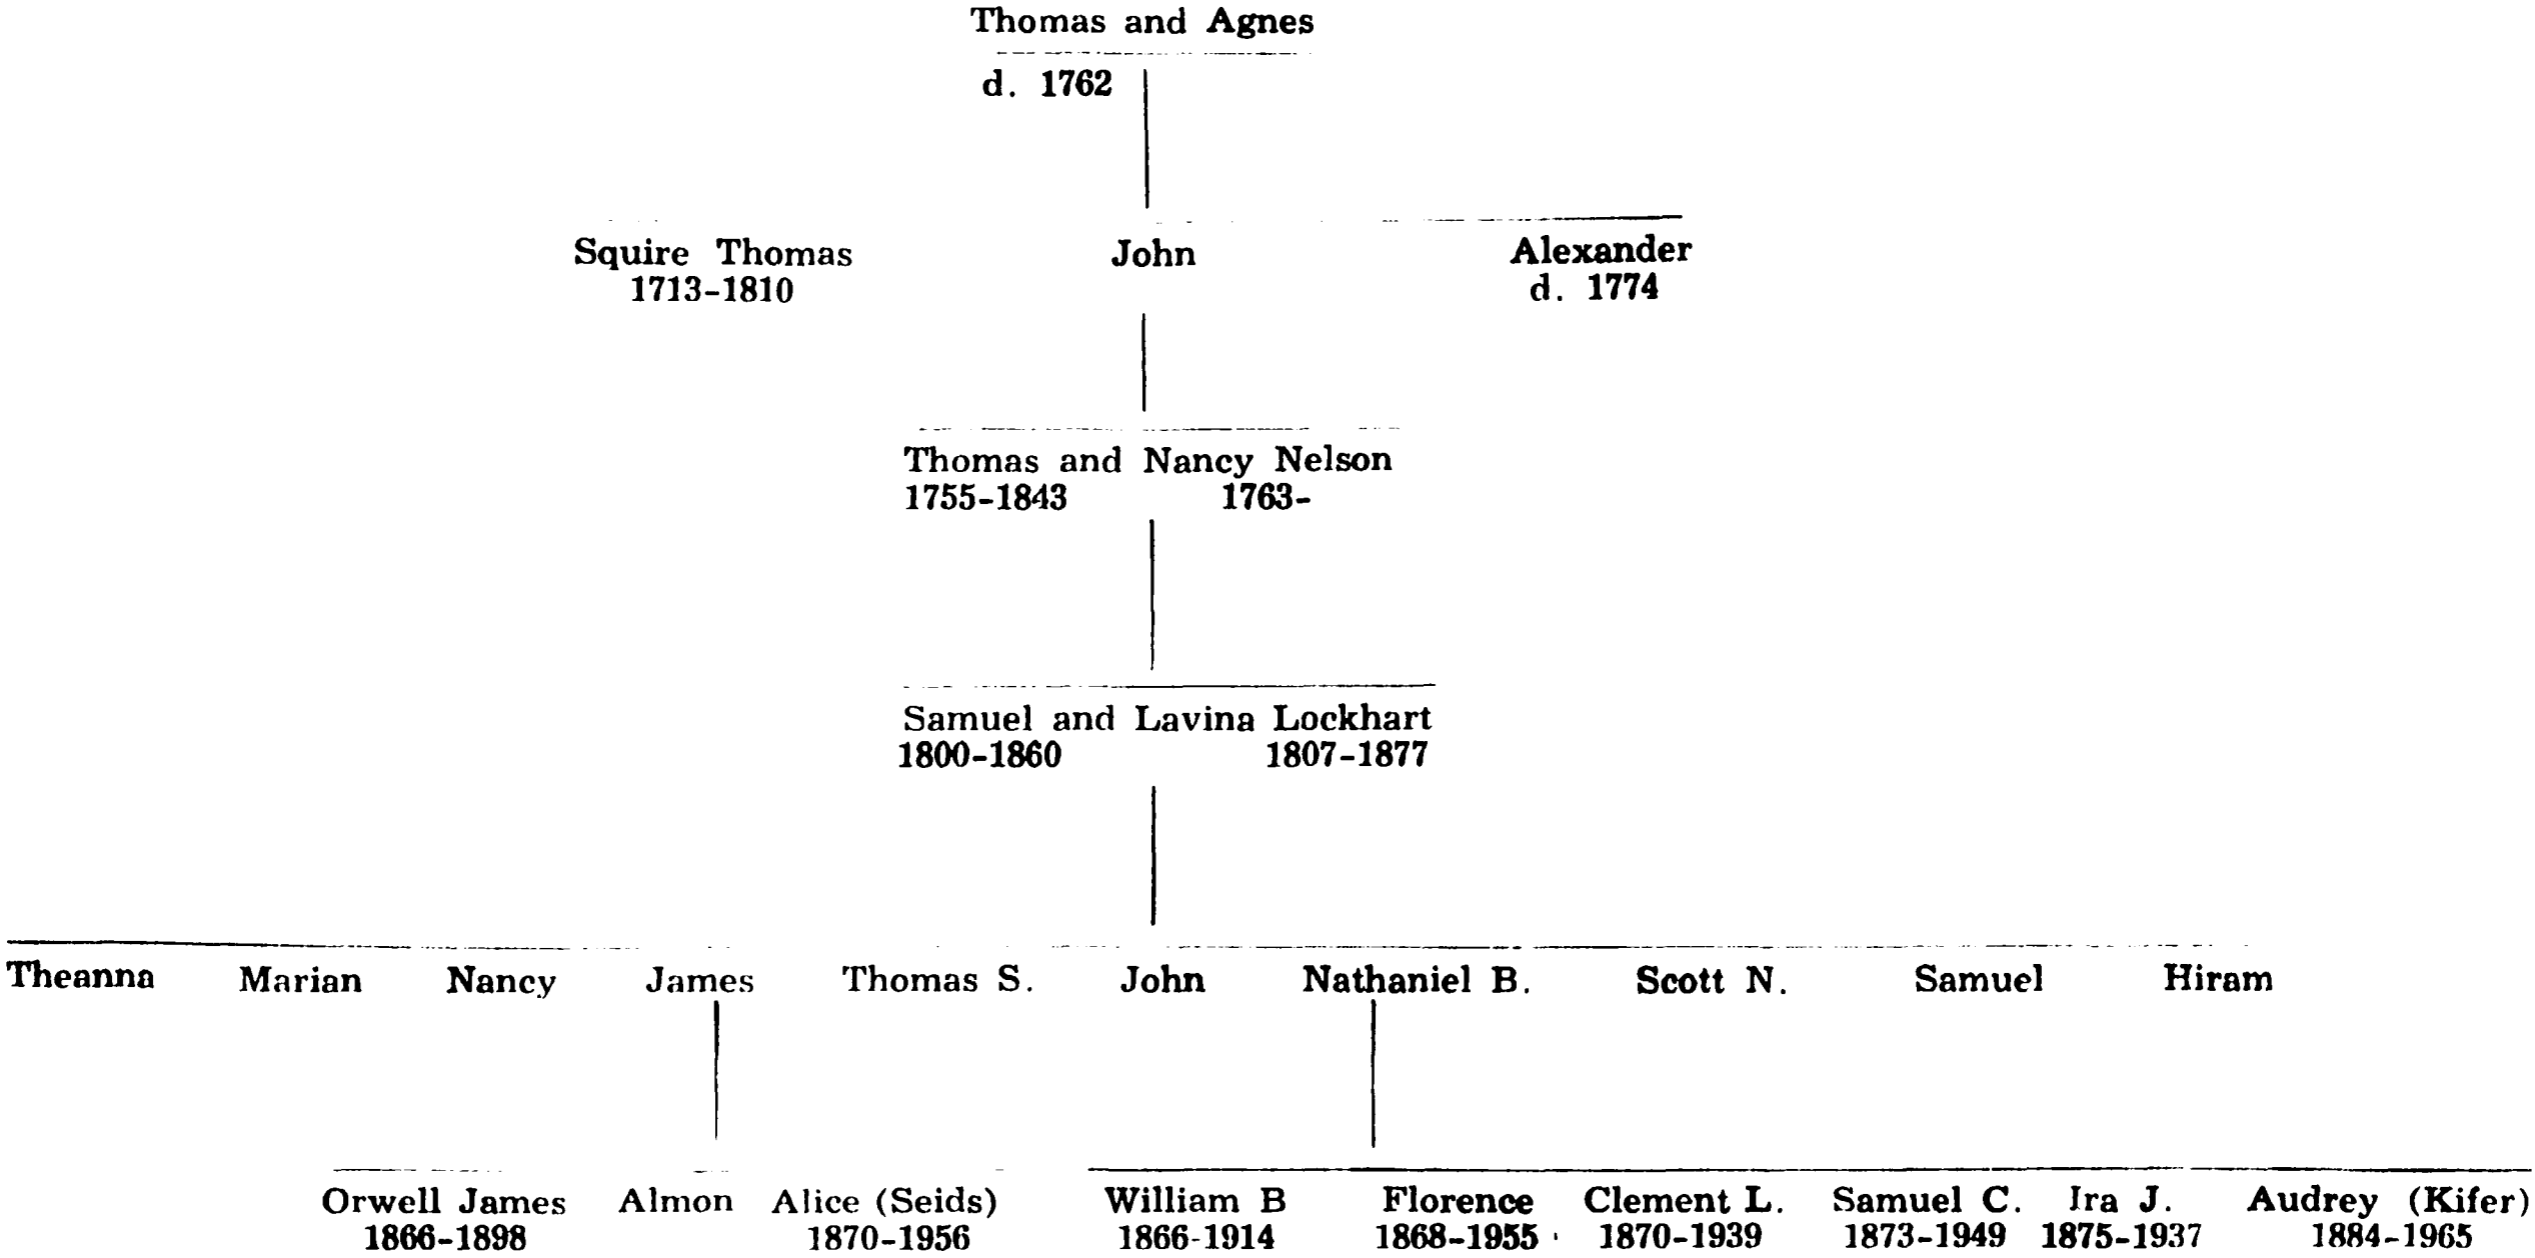 Thomas and Agnes
d. 1762
Squire Thomas John Alexander
1713-1810 d. 1774
Thomas and Nancy Nelson
1755-1843 1763-
Samuel and Lavina Lockhart
1800-1860 1807-1877
Theanna Marian Nancy James Thomas S. John Nathaniel B. Scott N. Samuel Hiram
Orwell James Almon Alice (Seids) William B Florence Clement L. Samuel C. Ira J. Audrey (Kifer)
1866-1898 1870-1956 1866-1914 1868-1955 1870-1939 1873-1949 1875-1937 1884-1965